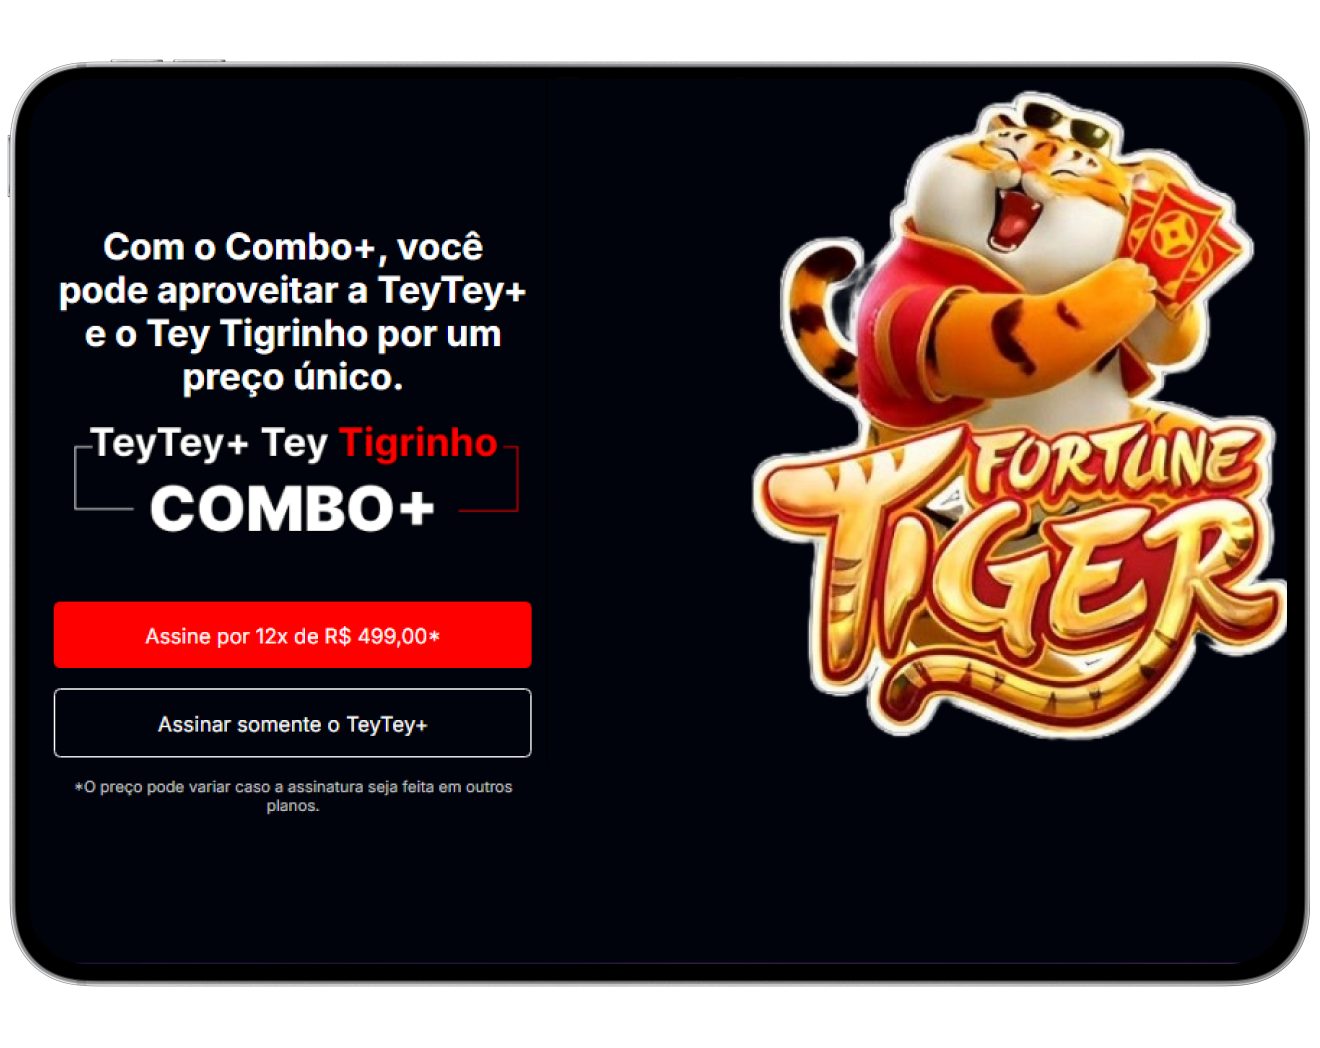 Com o Combo+, você
pode aproveitar a TeyTey+
e o Tey Tigrinho por um
preço único.
TeyTey+ Tey Tigrinho
COMBO+
Assine por 12x de R$ 499,00*
Assinar somente o TeyTey+
*O preço pode variar caso a assinatura seja feita em outros
planos.
FORTUNE
TIGER